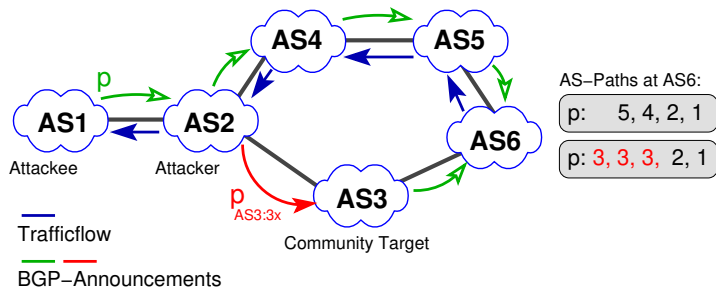 AS4
AS5
p
AS-Paths at AS6:
AS1
AS2
AS6
p: 5, 4, 2, 1
p: 3, 3, 3, 2, 1
Attackee
Attacker
p
AS3:3x
AS3
Community Target
Trafficflow
BGP-Announcements